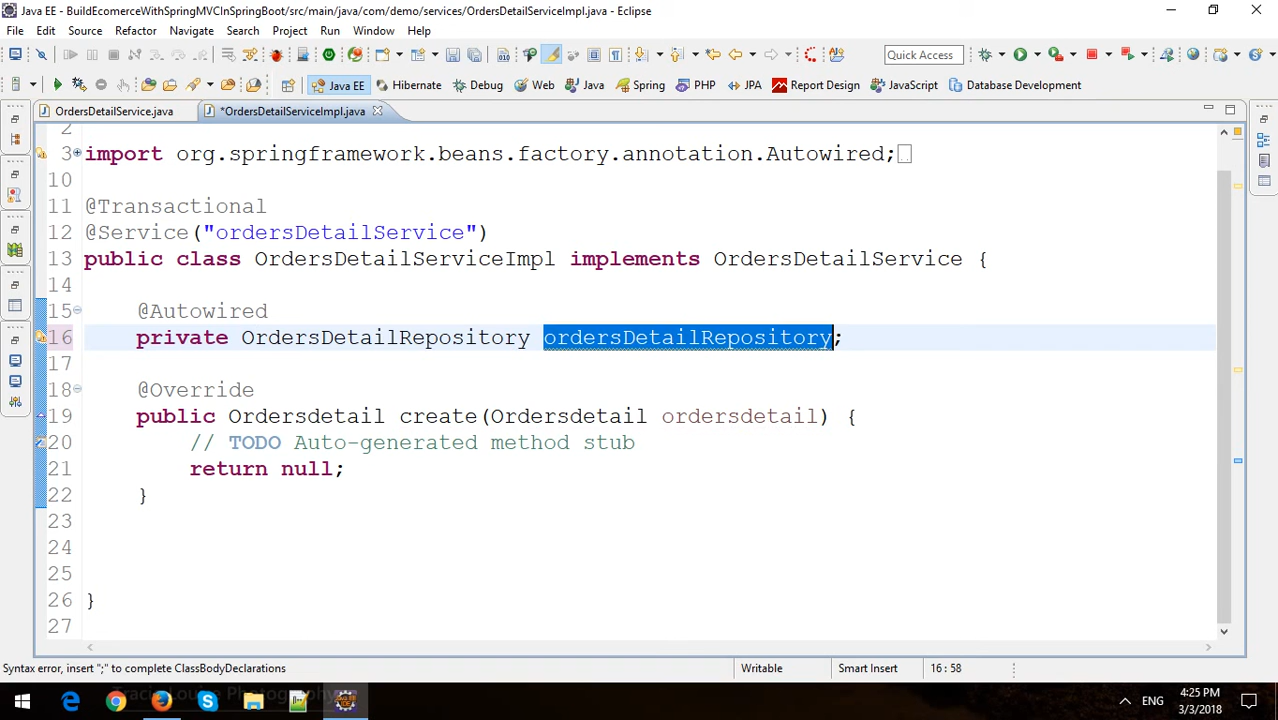 Java EE - BuildEcomerceWithSpringMVCInSpringBoot/src/main/java/com/demo/services/OrdersDetailServiceImpl.java - Eclipse
File Edit Source Refactor Navigate Search Project Run Window Help
Quick Access
Java EE Hibernate Debug Web Java Spring PHP JPA Report Design JavaScript Database Development
OrdersDetailService.java *OrdersDetailServiceImpl.java
2
3 import org.springframework.beans.factory.annotation.Autowired;
10
11 @Transactional
12 @Service("ordersDetailService")
13 public class OrdersDetailServiceImpl implements OrdersDetailService {
14
15 @Autowired
16 private OrdersDetailRepository ordersDetailRepository;
17
18 @Override
19 public Ordersdetail create(Ordersdetail ordersdetail) {
20 // TODO Auto-generated method stub
21 return null;
22 }
23
24
25
26 }
27
Syntax error, insert ";" to complete ClassBodyDeclarations Writable Smart Insert 16 : 58
Tracie Louise Photography
ENG
4:25 PM
3/3/2018